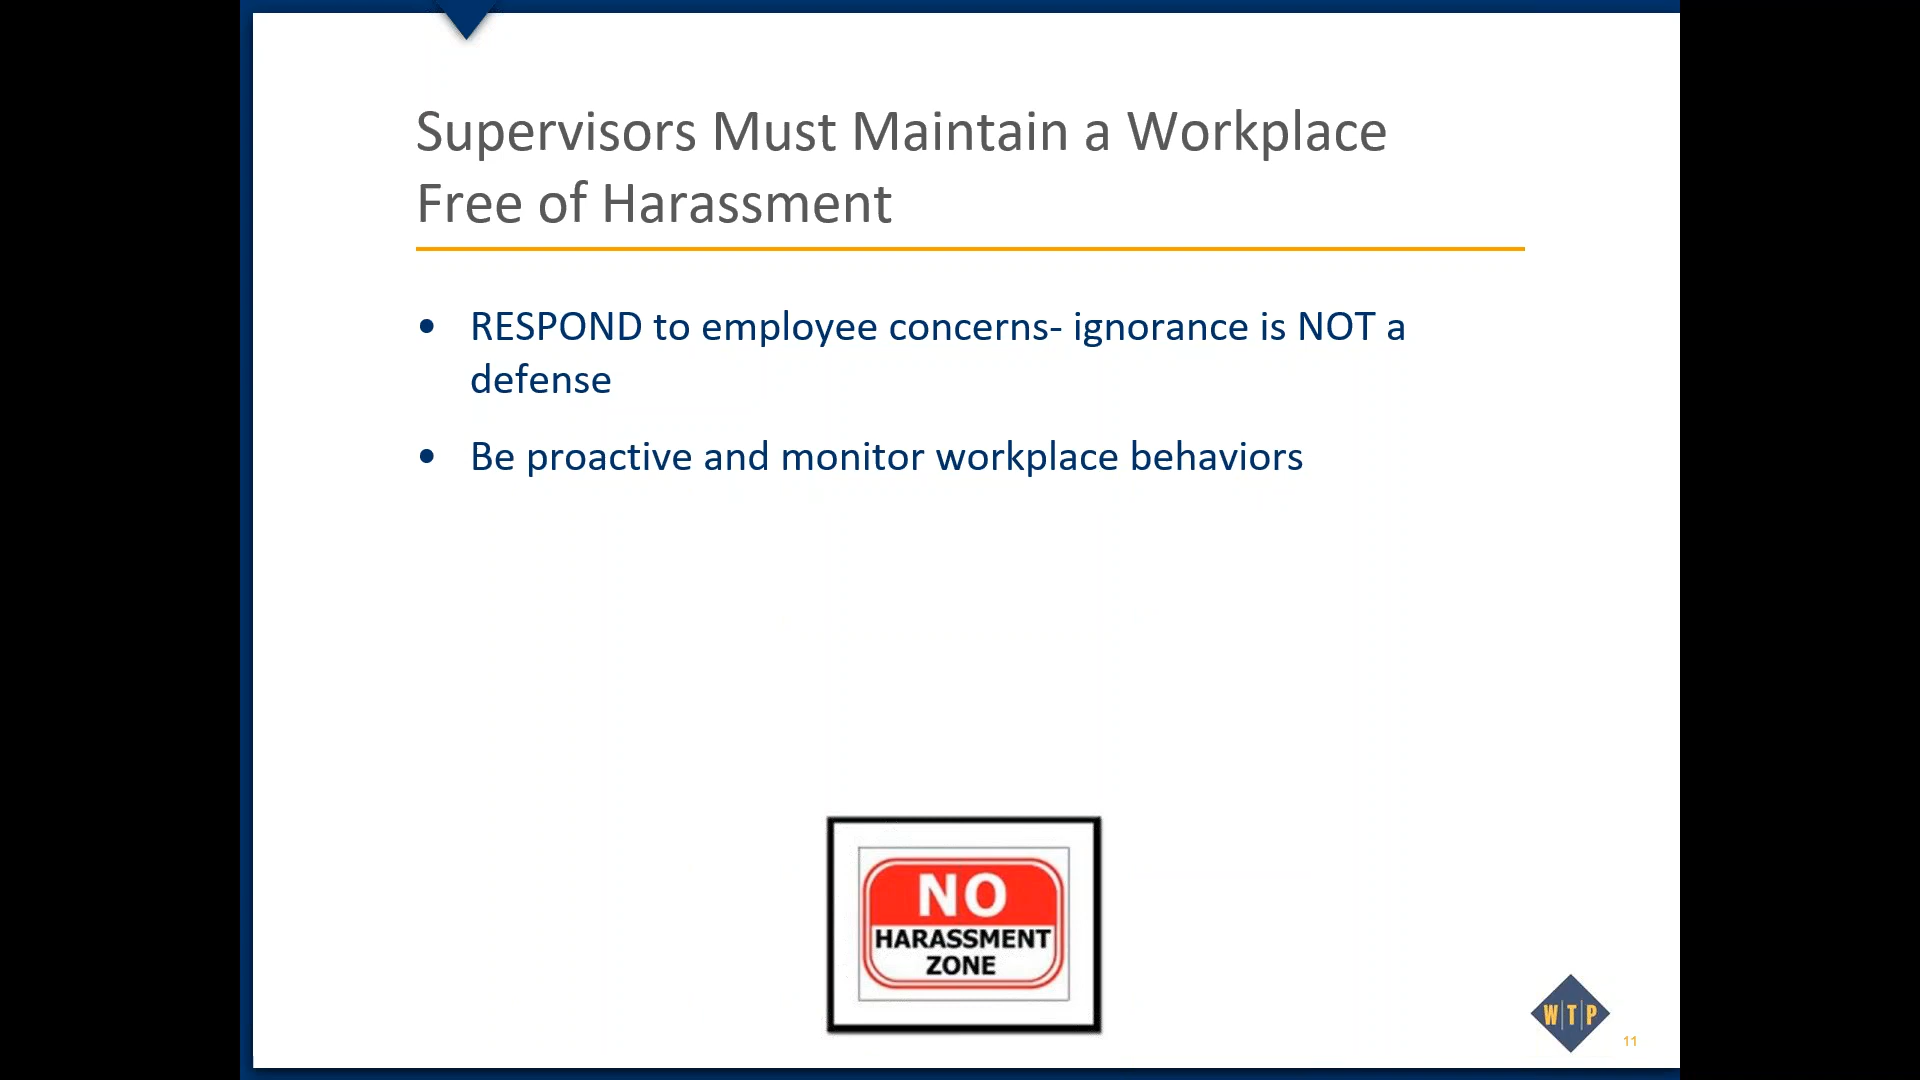 Supervisors Must Maintain a Workplace
Free of Harassment
• RESPOND to employee concerns- ignorance is NOT a
defense
• Be proactive and monitor workplace behaviors
NO
HARASSMENT
ZONE
W|T|P
11